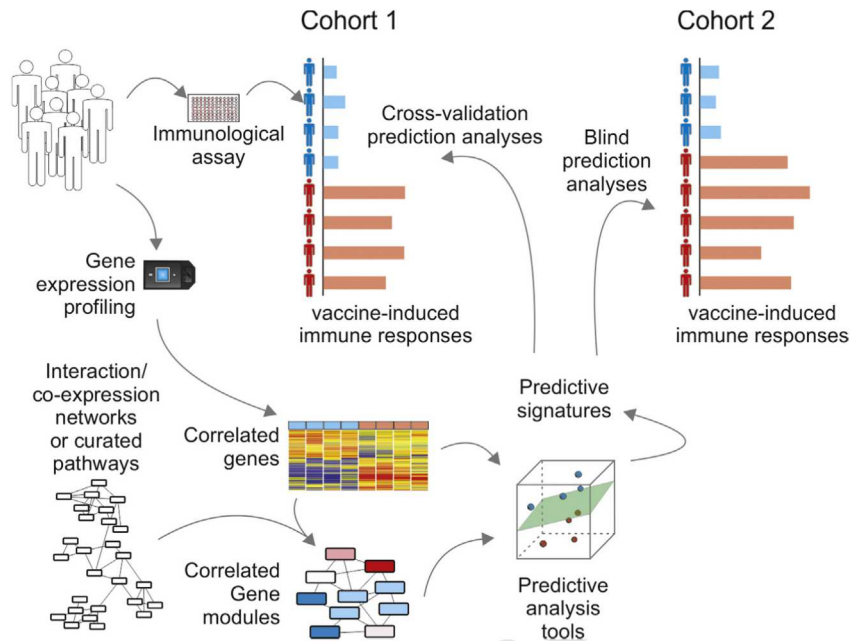 Cohort 1
Cohort 2
Immunological
assay
Cross-validation
prediction analyses
Blind
prediction
analyses
Gene
expression
profiling
vaccine-induced
immune responses
vaccine-induced
immune responses
Interaction/
co-expression
networks
or curated
pathways
Correlated
genes
Predictive
signatures
Correlated
Gene
modules
Predictive
analysis
tools